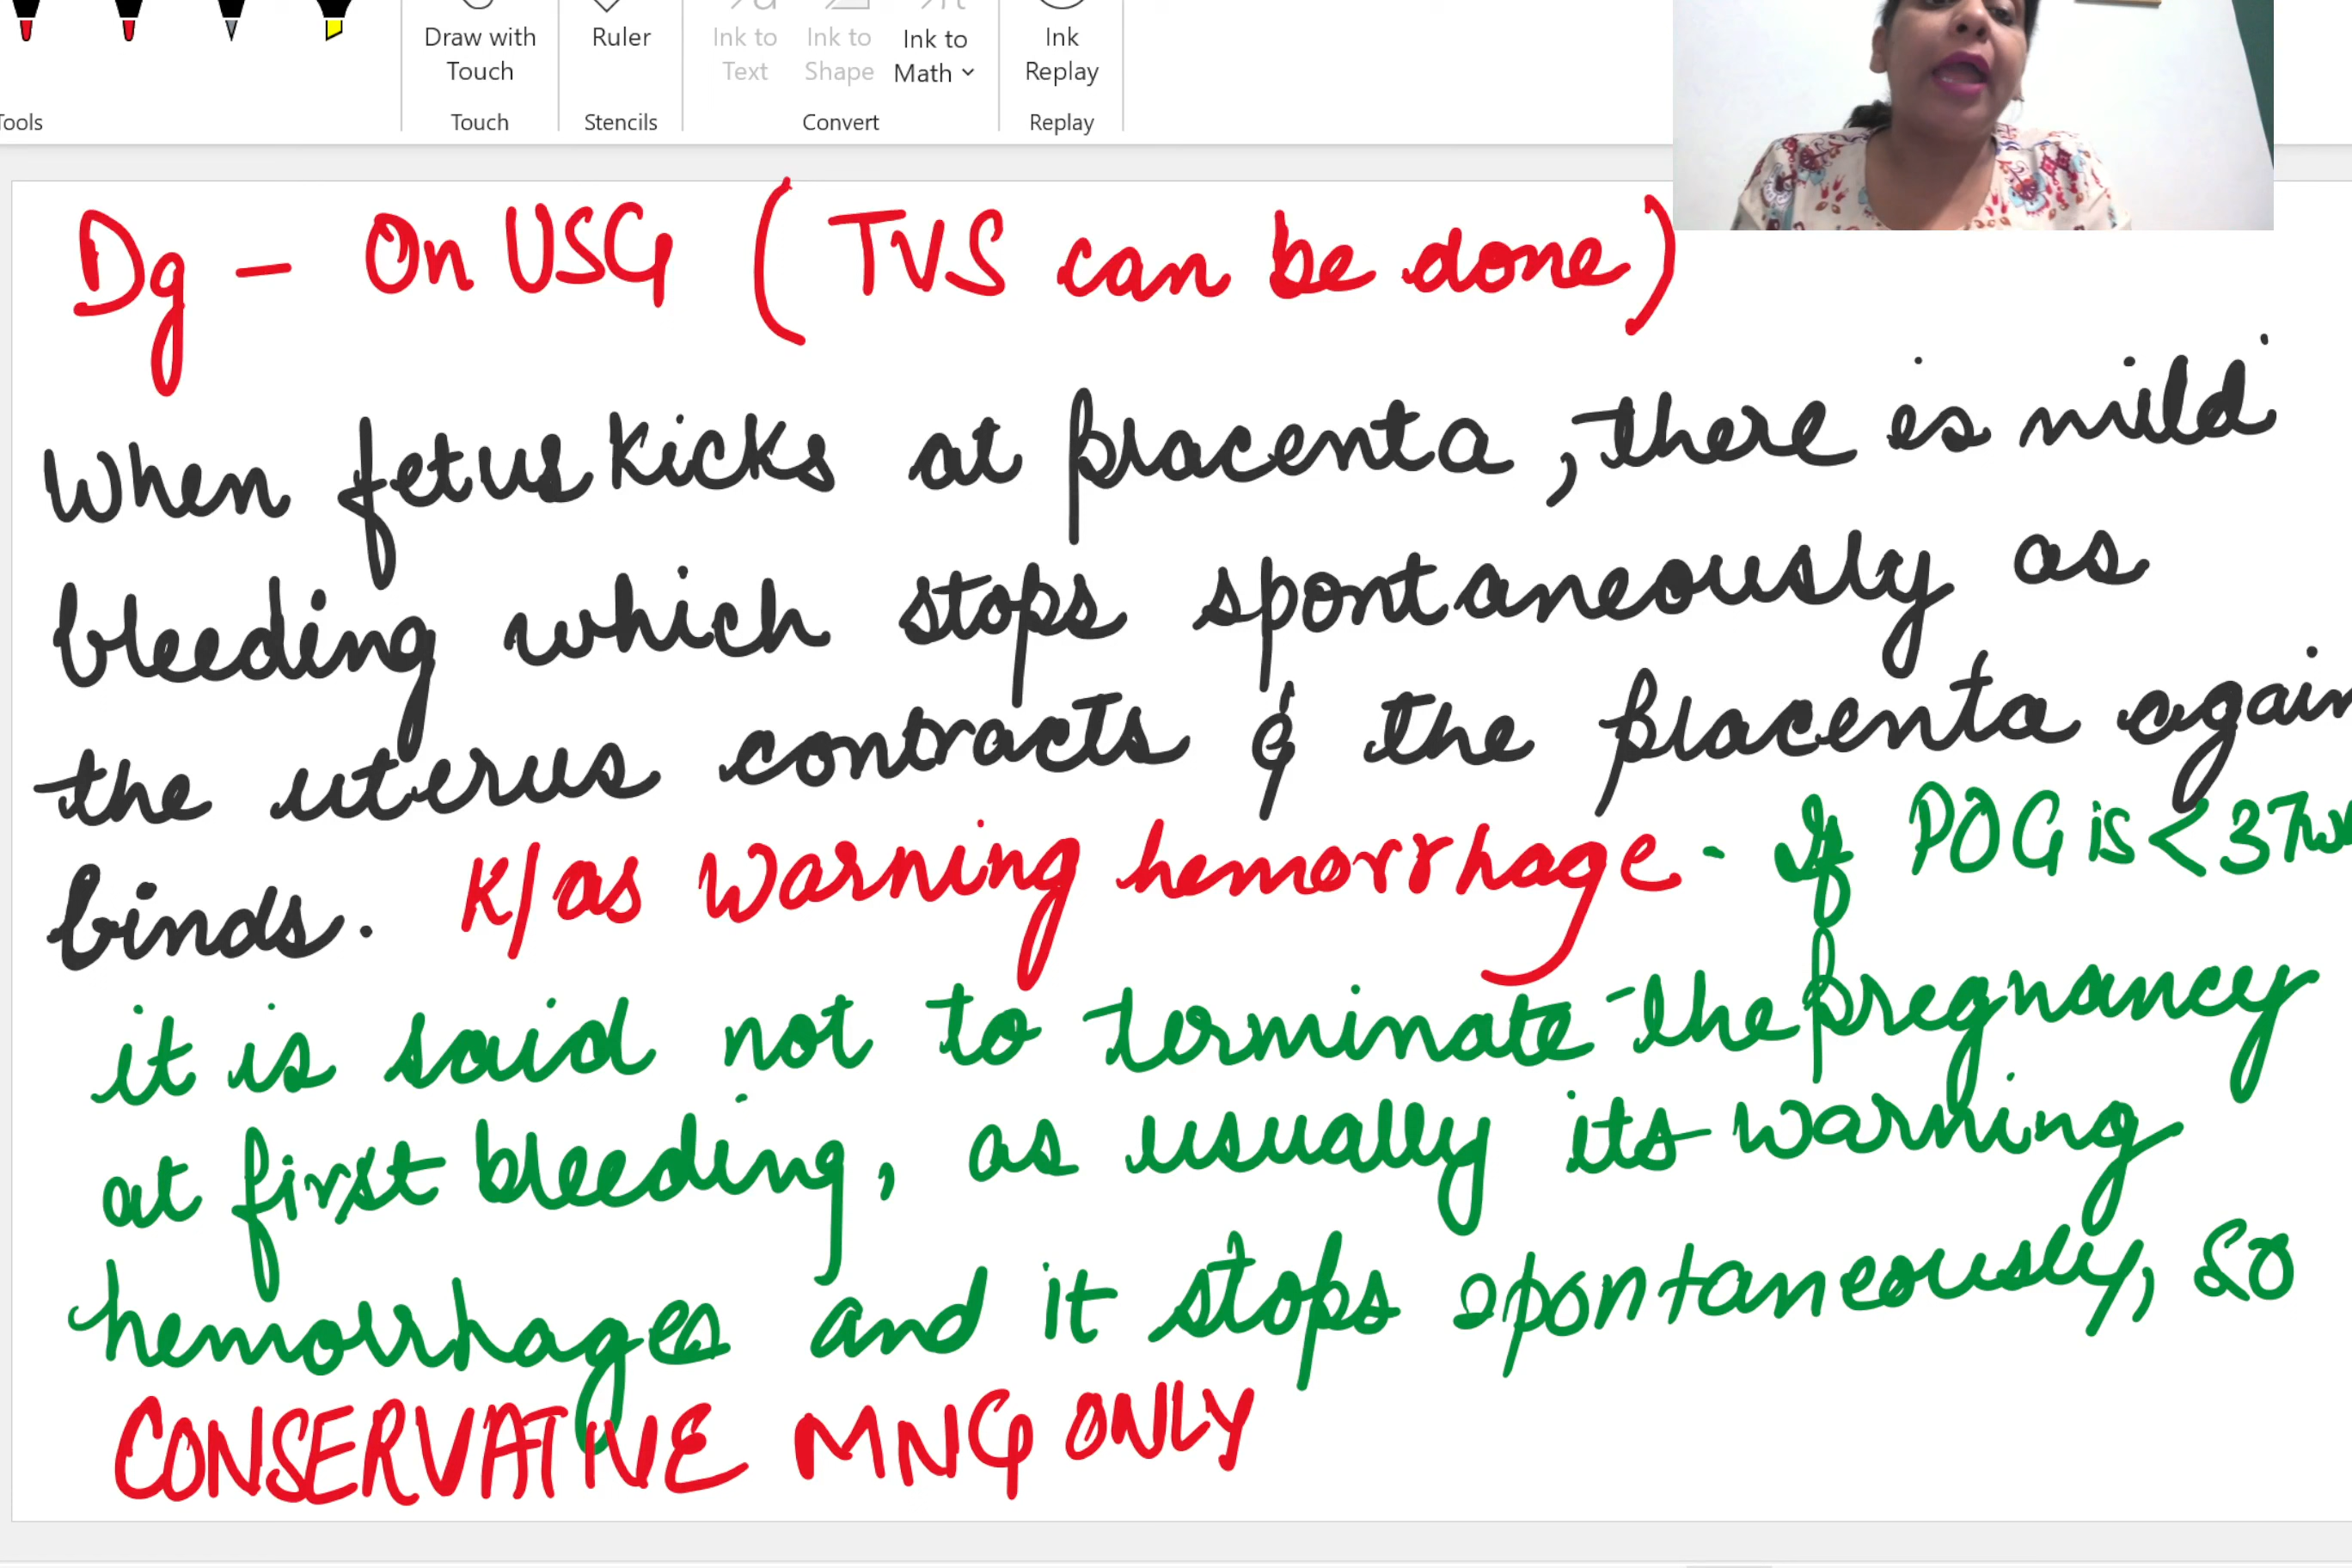 Draw with Touch
Ruler
Ink to Text
Ink to Shape
Ink to Math
Ink Replay
Tools
Touch
Stencils
Convert
Replay
Dg - On USG (TVS can be done)
When fetus kicks at placenta, there is mild
bleeding which stops spontaneously as
the uterus contracts & the placenta again
binds. K/as Warning hemorrhage - If POG is <37w
it is said not to terminate the pregnancy
at first bleeding, as usually its warning
hemorrhages and it stops spontaneously, So
CONSERVATIVE MNG ONLY